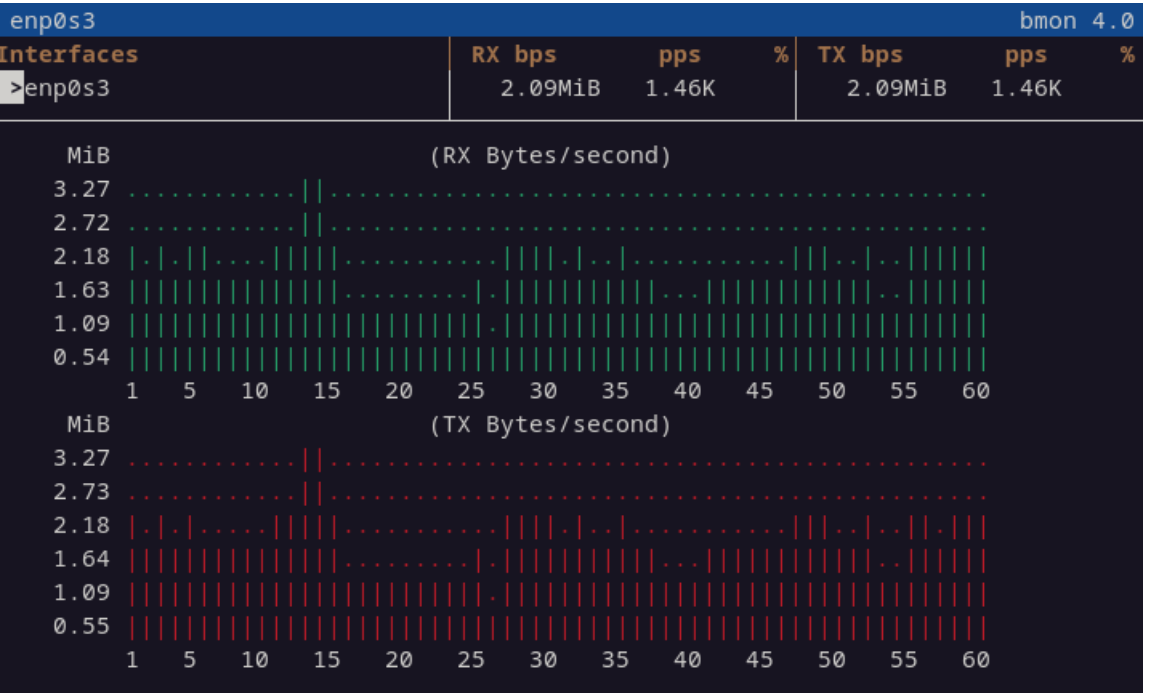 enp0s3 bmon 4.0
Interfaces RX bps pps % TX bps pps %
>enp0s3 2.09MiB 1.46K 2.09MiB 1.46K
MiB (RX Bytes/second)
3.27
2.72
2.18
1.63
1.09
0.54
1 5 10 15 20 25 30 35 40 45 50 55 60
MiB (TX Bytes/second)
3.27
2.73
2.18
1.64
1.09
0.55
1 5 10 15 20 25 30 35 40 45 50 55 60